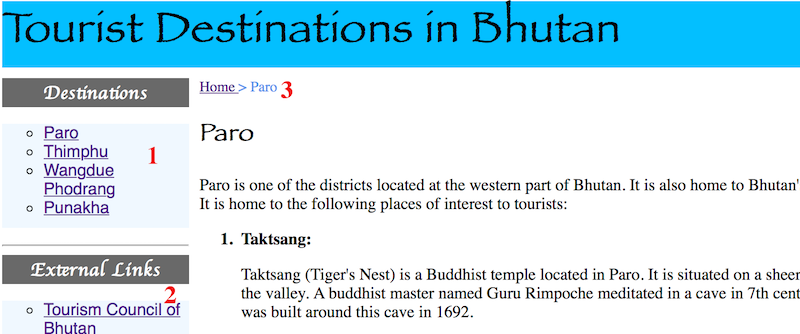 Tourist Destinations in Bhutan
Destinations
Paro
Thimphu
Wangdue
Phodrang
Punakha
1
External Links
2
Tourism Council of
Bhutan
Home > Paro 3
Paro
Paro is one of the districts located at the western part of Bhutan. It is also home to Bhutan'
It is home to the following places of interest to tourists:
1. Taktsang:
Taktsang (Tiger's Nest) is a Buddhist temple located in Paro. It is situated on a sheer
the valley. A buddhist master named Guru Rimpoche meditated in a cave in 7th cent
was built around this cave in 1692.